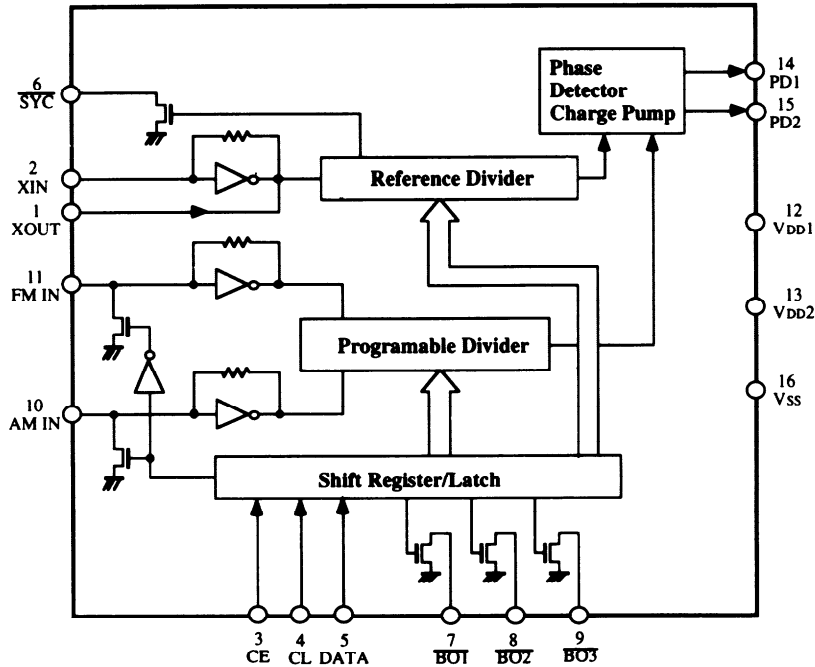 14
PD1
15
PD2
Phase
Detector
Charge Pump
6
SYC
2
XIN
1
XOUT
Reference Divider
12
VDD1
11
FM IN
13
VDD2
Programable Divider
10
AM IN
16
VSS
Shift Register/Latch
3
CE
4
CL
5
DATA
7
BO1
8
BO2
9
BO3